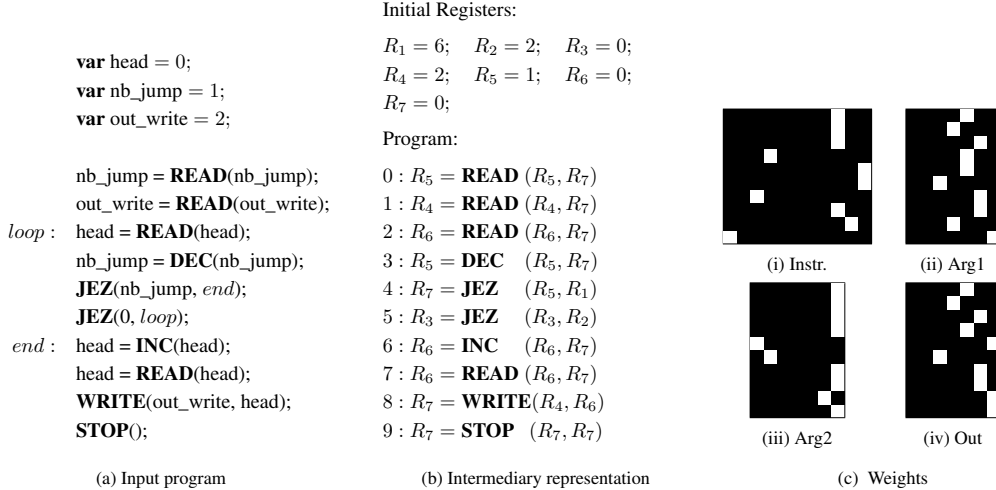 var head = 0;
var nb_jump = 1;
var out_write = 2;
nb_jump = READ(nb_jump);
out_write = READ(out_write);
loop : head = READ(head);
nb_jump = DEC(nb_jump);
JEZ(nb_jump, end);
JEZ(0, loop);
end : head = INC(head);
head = READ(head);
WRITE(out_write, head);
STOP();
(a) Input program
Initial Registers:
R1 = 6; R2 = 2; R3 = 0;
R4 = 2; R5 = 1; R6 = 0;
R7 = 0;
Program:
0 : R5 = READ (R5, R7)
1 : R4 = READ (R4, R7)
2 : R6 = READ (R6, R7)
3 : R5 = DEC (R5, R7)
4 : R7 = JEZ (R5, R1)
5 : R3 = JEZ (R3, R2)
6 : R6 = INC (R6, R7)
7 : R6 = READ (R6, R7)
8 : R7 = WRITE(R4, R6)
9 : R7 = STOP (R7, R7)
(b) Intermediary representation
(i) Instr.
(ii) Arg1
(iii) Arg2
(iv) Out
(c) Weights